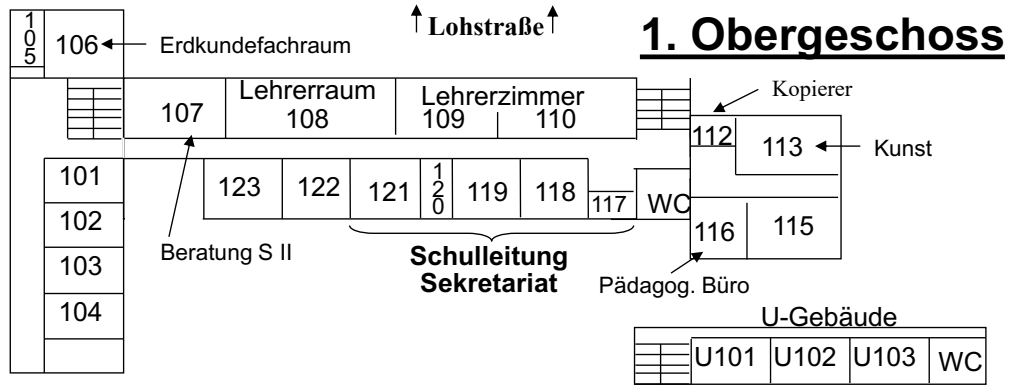 ↑ Lohstraße ↑
1. Obergeschoss
105
106
Erdkundefachraum
Kopierer
107
Lehrerraum
108
Lehrerzimmer
109
110
112
113
Kunst
101
102
103
104
123
122
121
120
119
118
117
WC
116
115
Beratung S II
Schulleitung
Sekretariat
Pädagog. Büro
U-Gebäude
U101
U102
U103
WC